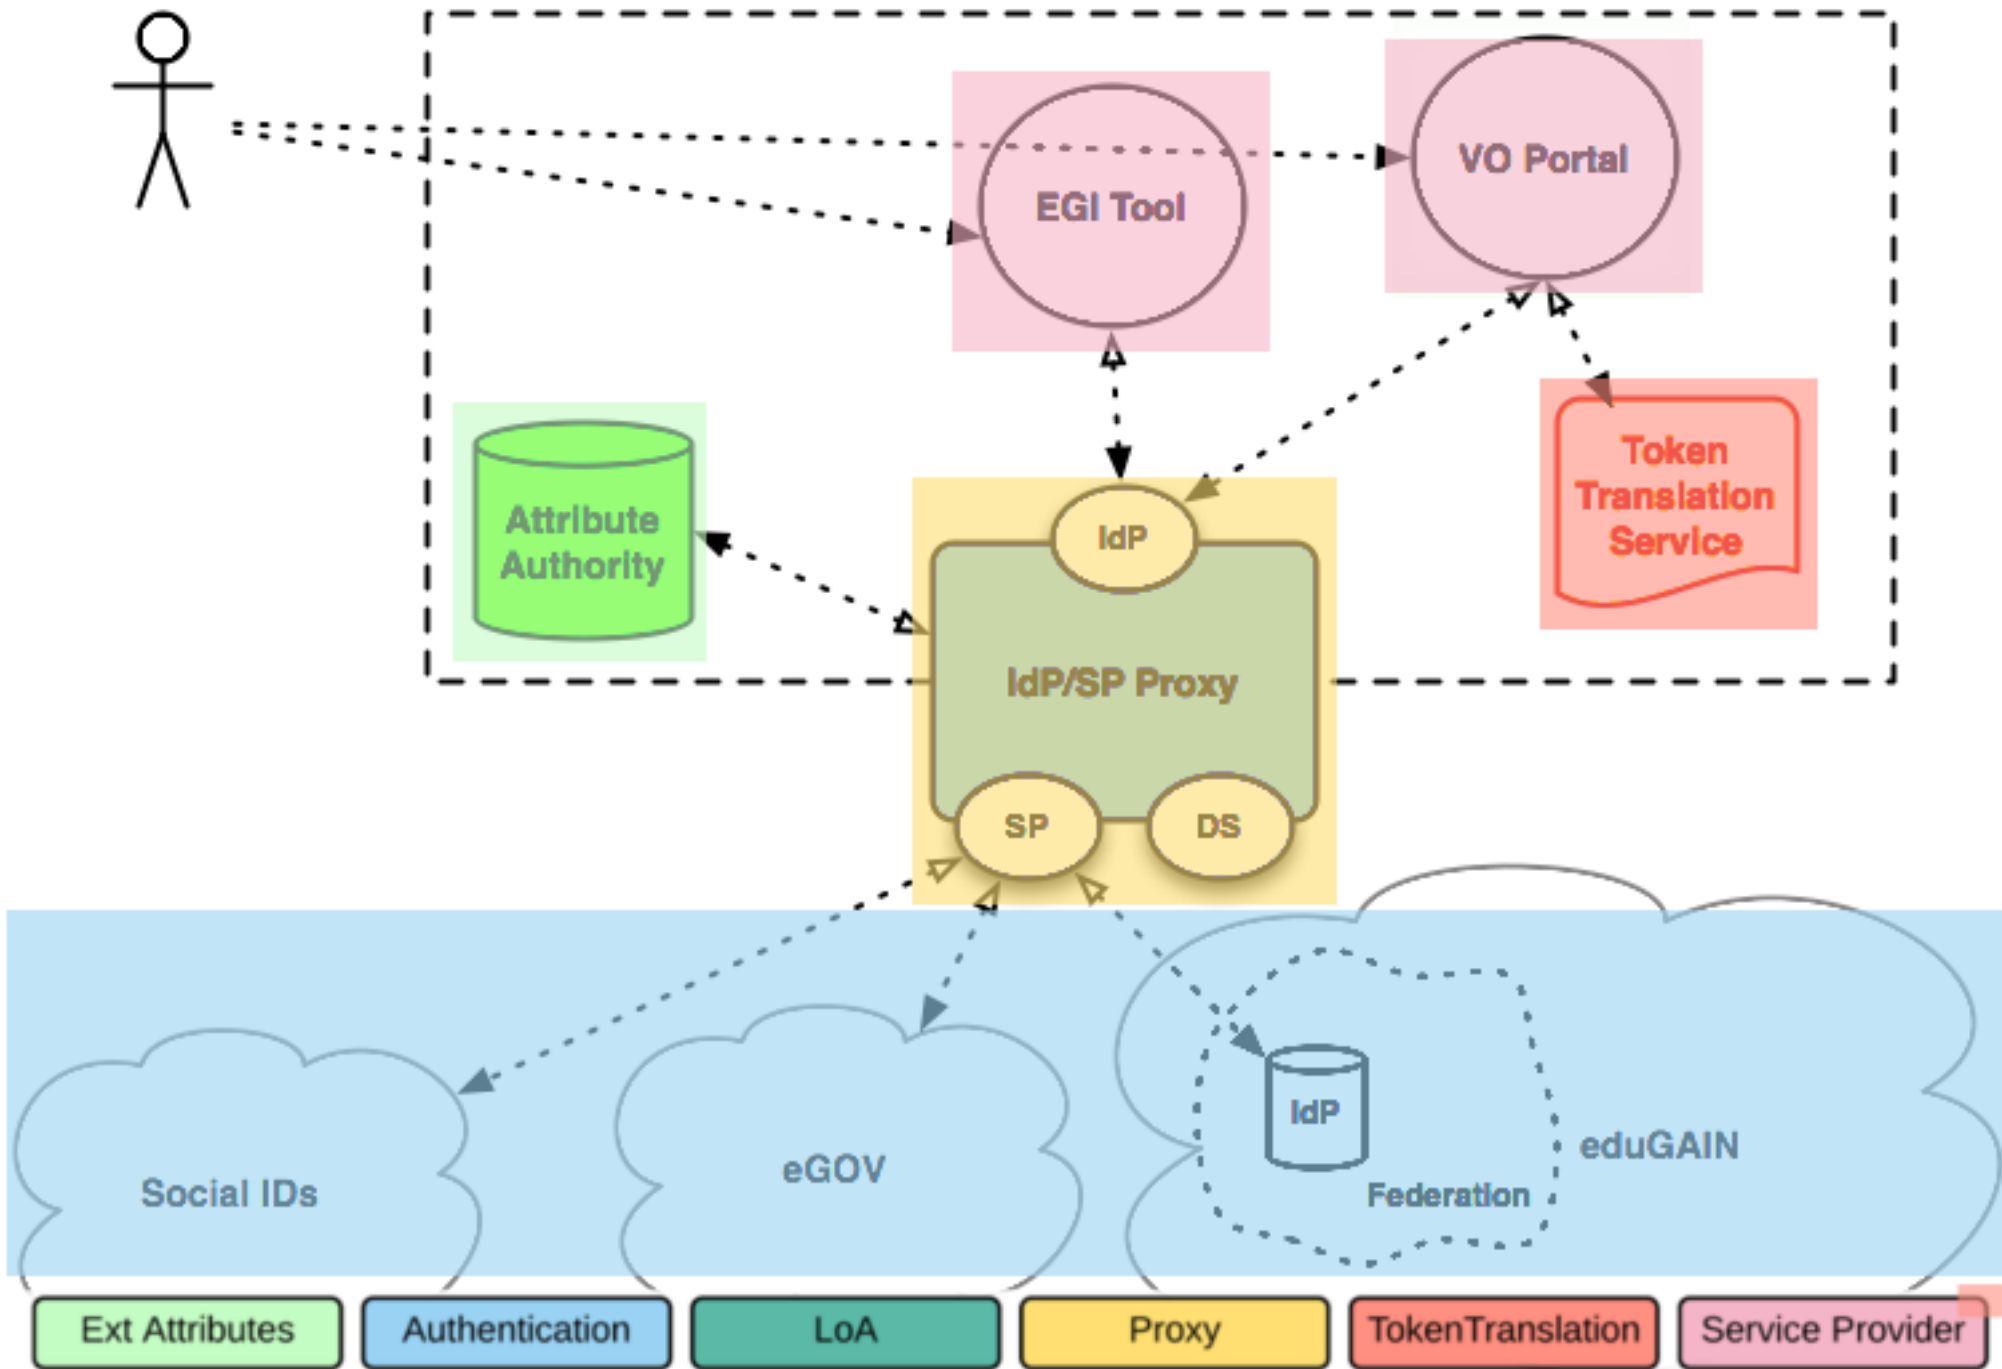 VO Portal
EGI Tool
Token
Translation
Service
Attribute
Authority
IdP
IdP/SP Proxy
SP
DS
IdP
eduGAIN
Federation
eGOV
Social IDs
Ext Attributes
Authentication
LoA
Proxy
TokenTranslation
Service Provider